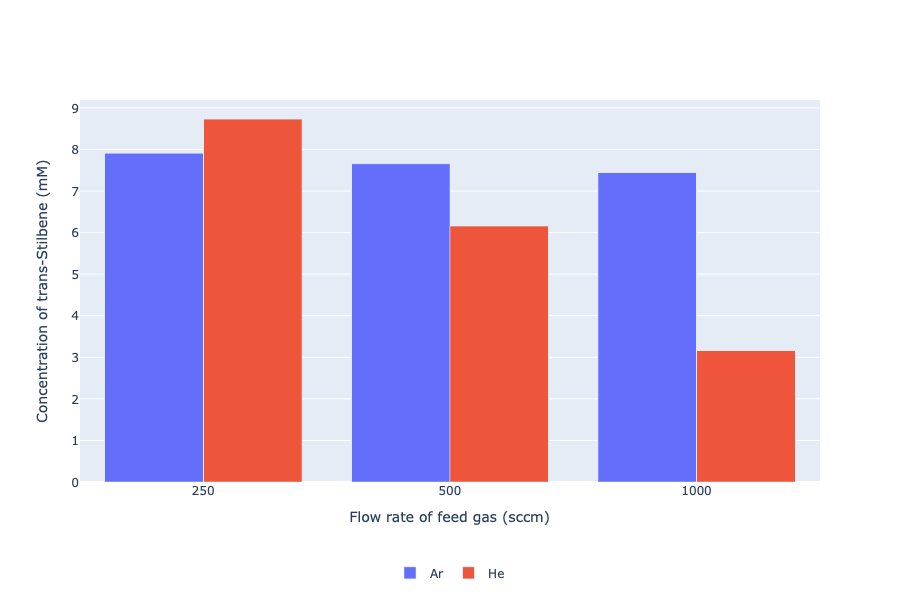 9
8
7
6
5
4
3
2
1
0
Concentration of trans-Stilbene (mM)
250 500 1000
Flow rate of feed gas (sccm)
Ar He